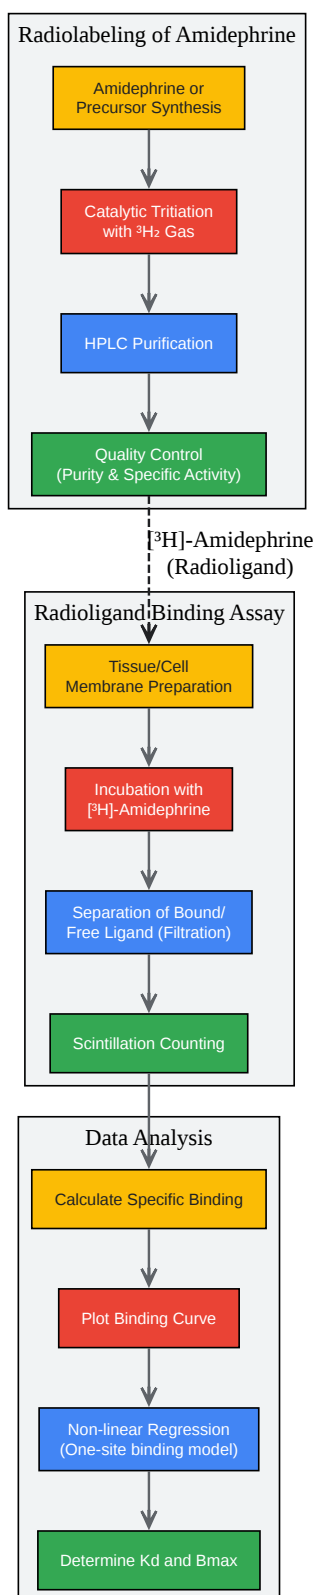 Radiolabeling of Amidephrine
Amidephrine or
Precursor Synthesis
Catalytic Tritiation
with ³H₂ Gas
HPLC Purification
Quality Control
(Purity & Specific Activity)
[³H]-Amidephrine
(Radioligand)
Radioligand Binding Assay
Tissue/Cell
Membrane Preparation
Incubation with
[³H]-Amidephrine
Separation of Bound/
Free Ligand (Filtration)
Scintillation Counting
Data Analysis
Calculate Specific Binding
Plot Binding Curve
Non-linear Regression
(One-site binding model)
Determine Kd and Bmax